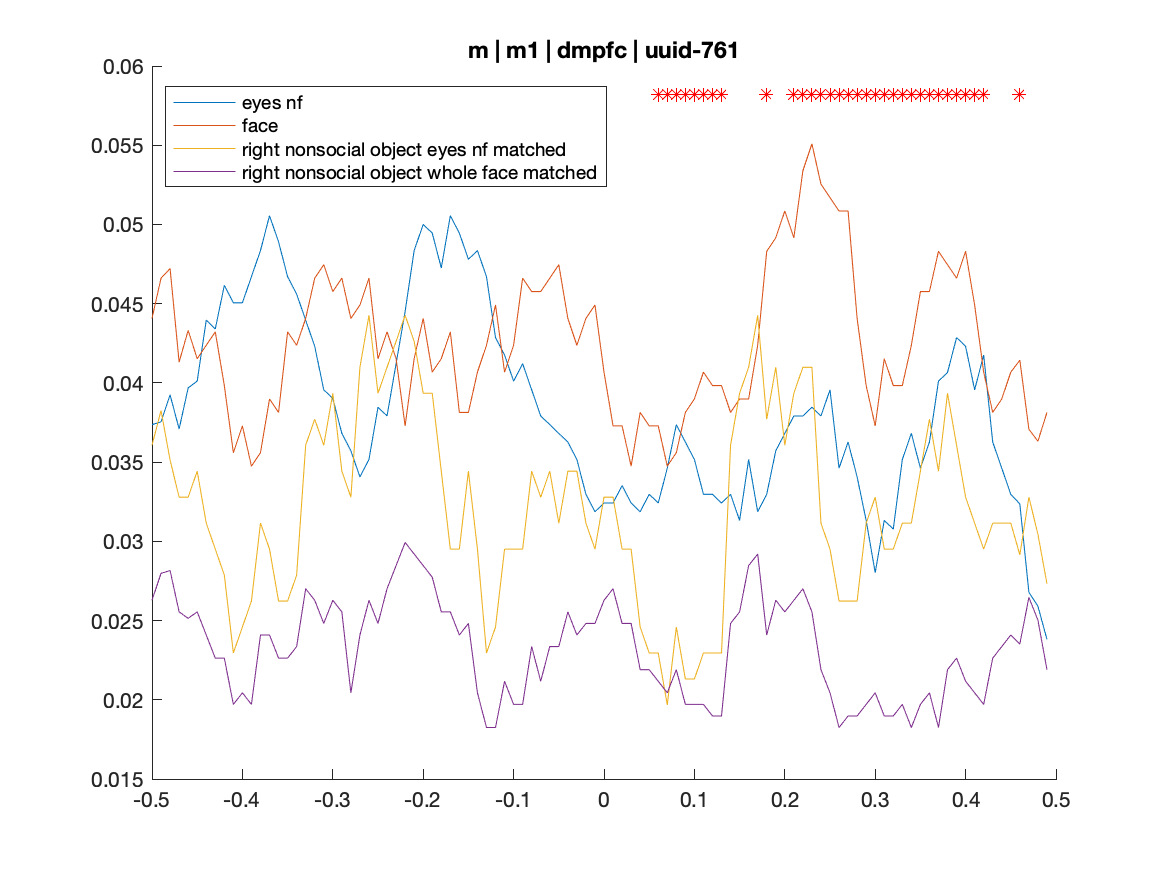 m | m1 | dmpfc | uuid-761
0.06
0.055
0.05
0.045
0.04
0.035
0.03
0.025
0.02
0.015
eyes nf
face
right nonsocial object eyes nf matched
right nonsocial object whole face matched
-0.5 -0.4 -0.3 -0.2 -0.1 0 0.1 0.2 0.3 0.4 0.5